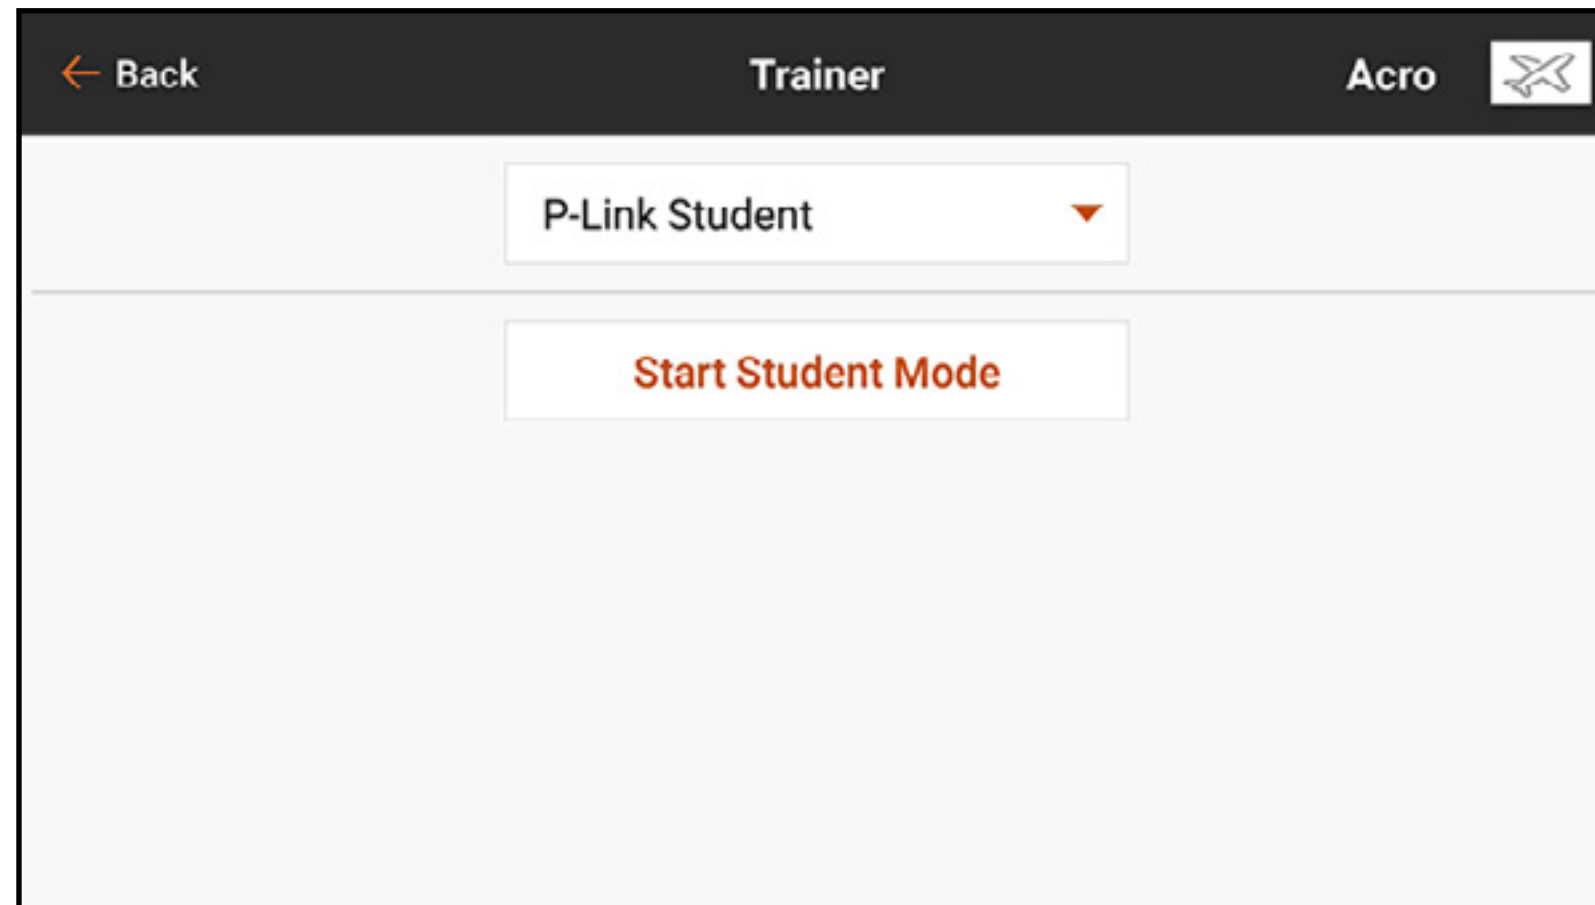 Back
Trainer
Acro
P-Link Student
Start Student Mode